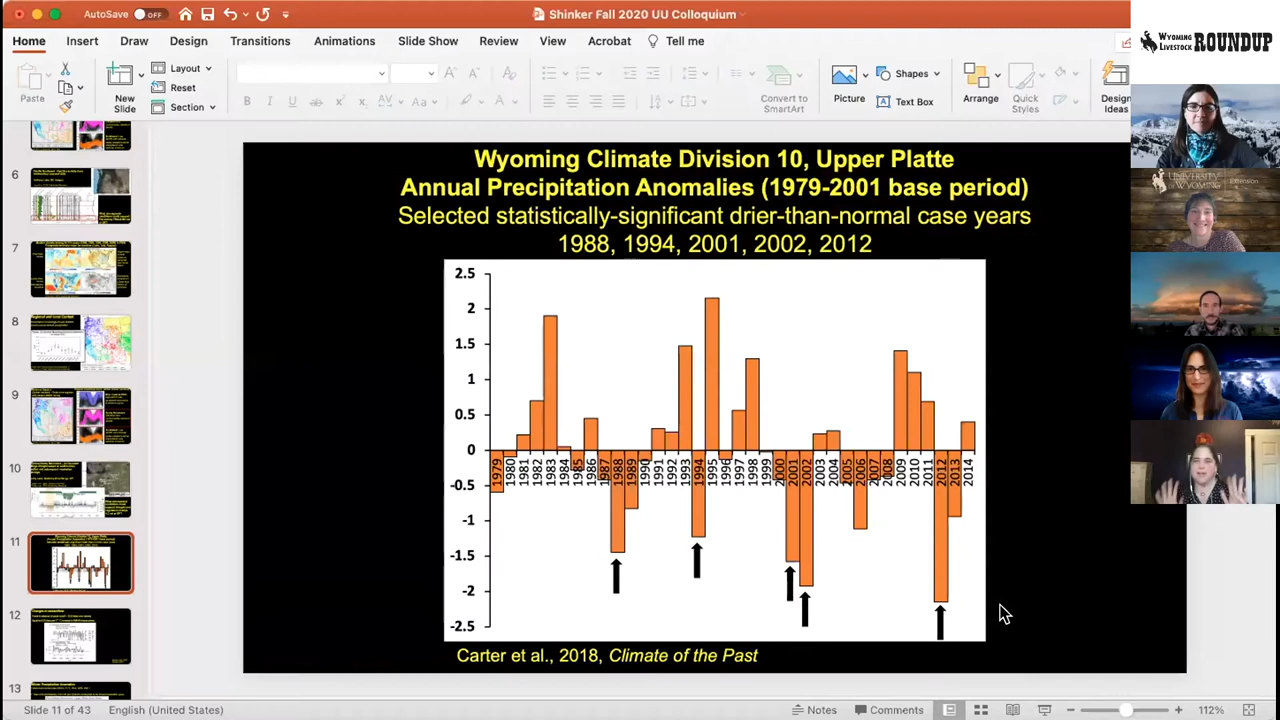 AutoSave OFF
Shinker Fall 2020 UU Colloquium
WYOMING LIVESTOCK ROUNDUP
Home Insert Draw Design Transitions Animations Slide Show Review View Acrobat Tell me
Paste
New Slide
Layout
Reset
Section
Convert to SmartArt
Picture
Shapes
Text Box
Arrange
Quick Styles
Design Ideas
6
7
8
9
10
11
12
13
Wyoming Climate Division 10, Upper Platte
Annual Precipitation Anomalies (1979-2001 base period)
Selected statistically-significant drier-than-normal case years
1988, 1994, 2001, 2002, 2012
2.5
2
1.5
1
0.5
0
-0.5
-1
-1.5
-2
-2.5
1979 1980 1981 1982 1983 1984 1985 1986 1987 1988 1989 1991 1992 1993 1994 1995 1996 2001 2002 2003 2004 2005 2006 2007 2008 2009 2010 2011 2012 2013 2014
Carter et al., 2018, Climate of the Past
UNIVERSITY OF WYOMING Extension
Slide 11 of 43 English (United States) Notes Comments 112%